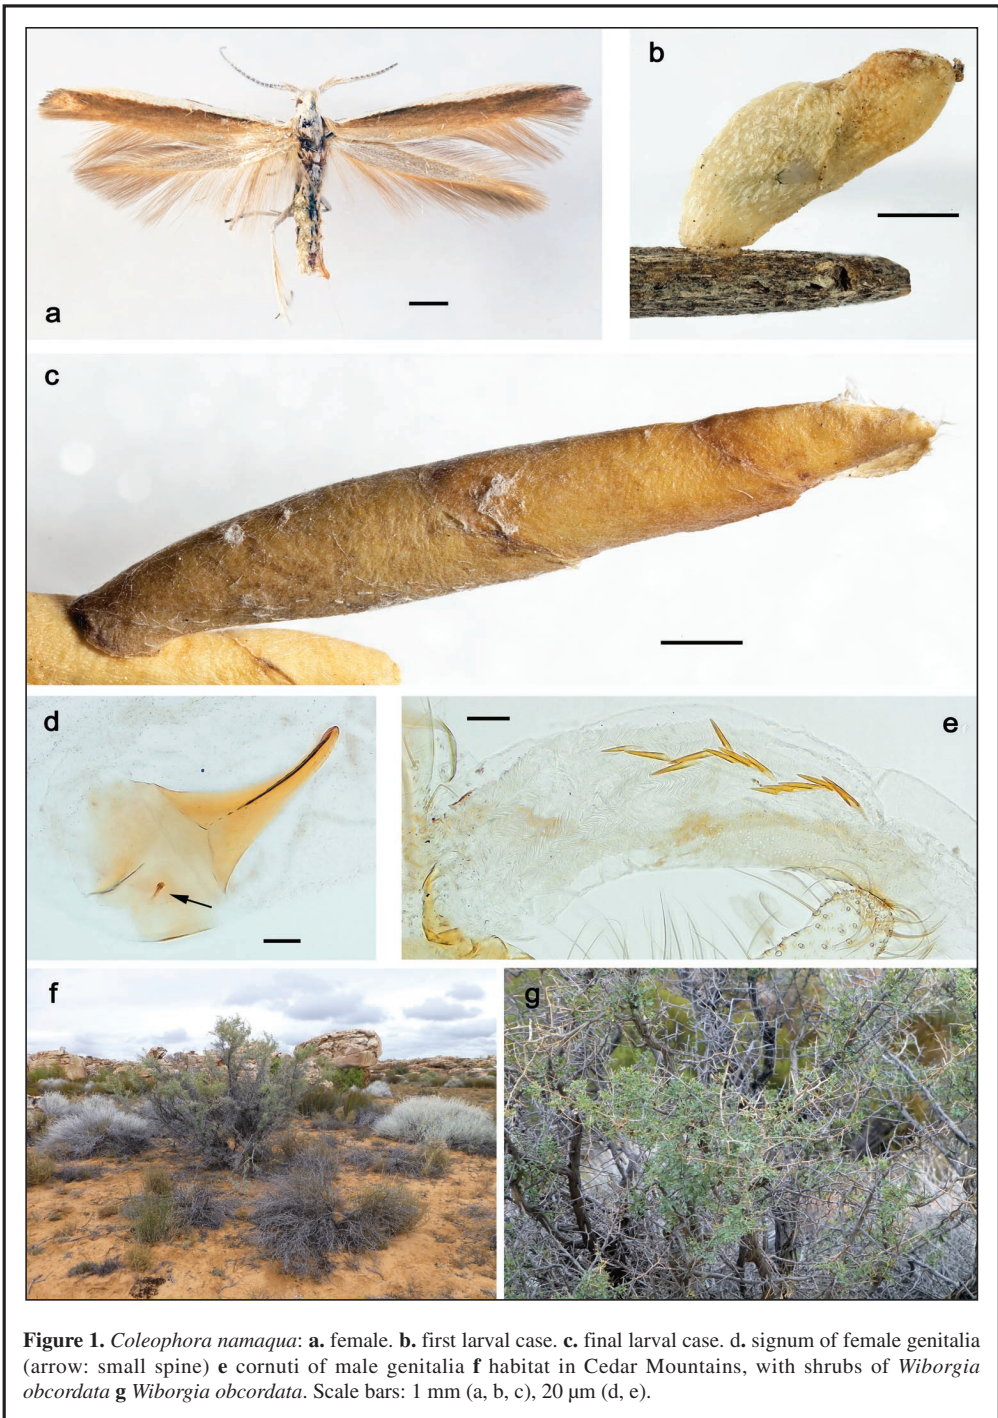 a
b
c
d
e
f
g
Figure 1. Coleophora namaqua: a. female. b. first larval case. c. final larval case. d. signum of female genitalia
(arrow: small spine) e cornuti of male genitalia f habitat in Cedar Mountains, with shrubs of Wiborgia
obcordata g Wiborgia obcordata. Scale bars: 1 mm (a, b, c), 20 µm (d, e).